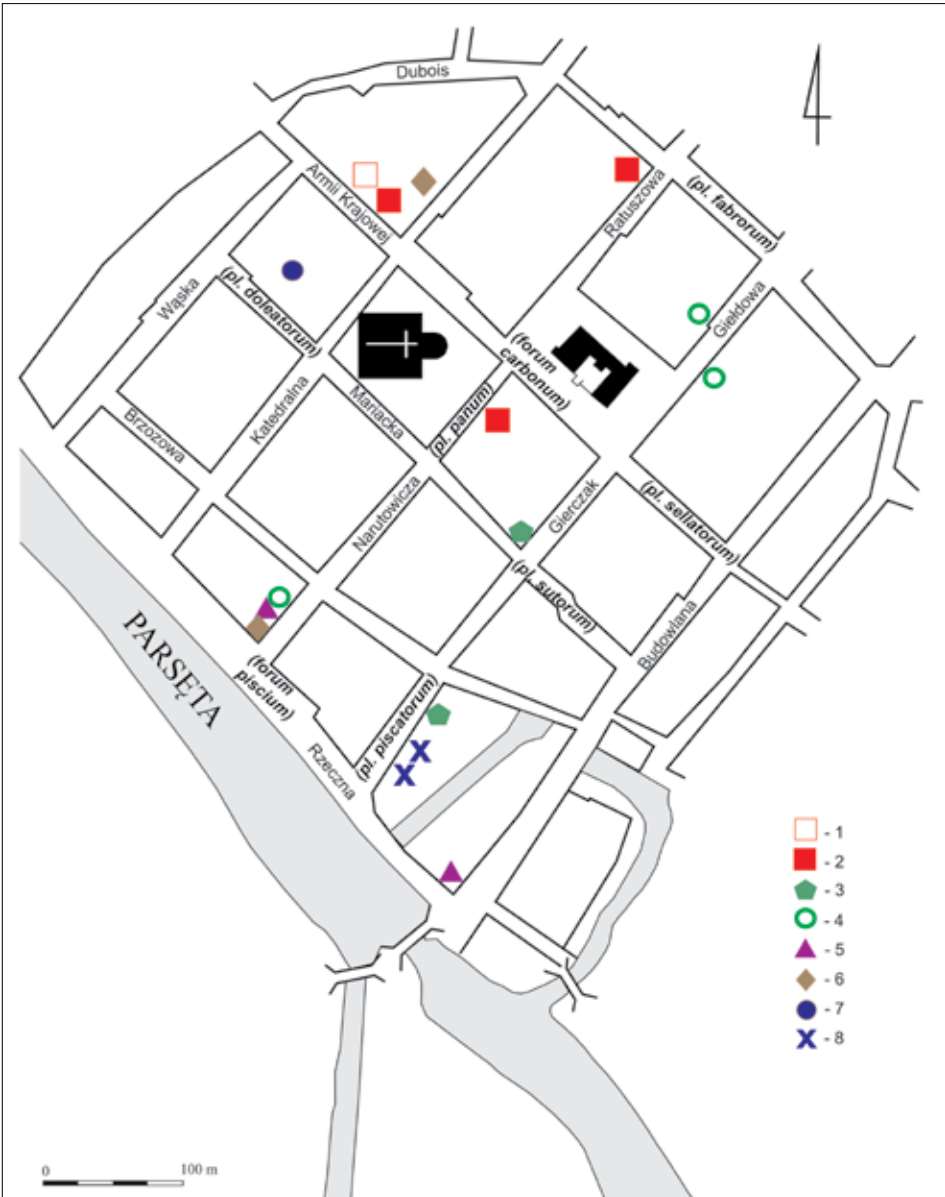 Dubois
Armii Krajowej
Ratuszowa
(pl. fabrorum)
Wąska
(pl. doleatorum)
Giełdowa
(forum
carbonum)
Mariacka
Katedralna
(pl. panum)
Brzozowa
Narutowicza
Gierczak
(pl. sellatorum)
(pl. sutorum)
Budowlana
PARSĘTA
(forum
piscium)
(pl. piscatorum)
Rzeczna
- 1
- 2
- 3
- 4
- 5
- 6
- 7
- 8
0 100 m